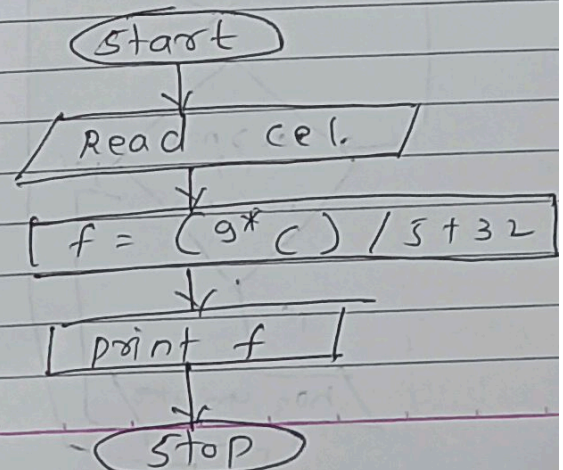 Start
Read cel.
f = (9* c) / 5 + 32
print f
Stop